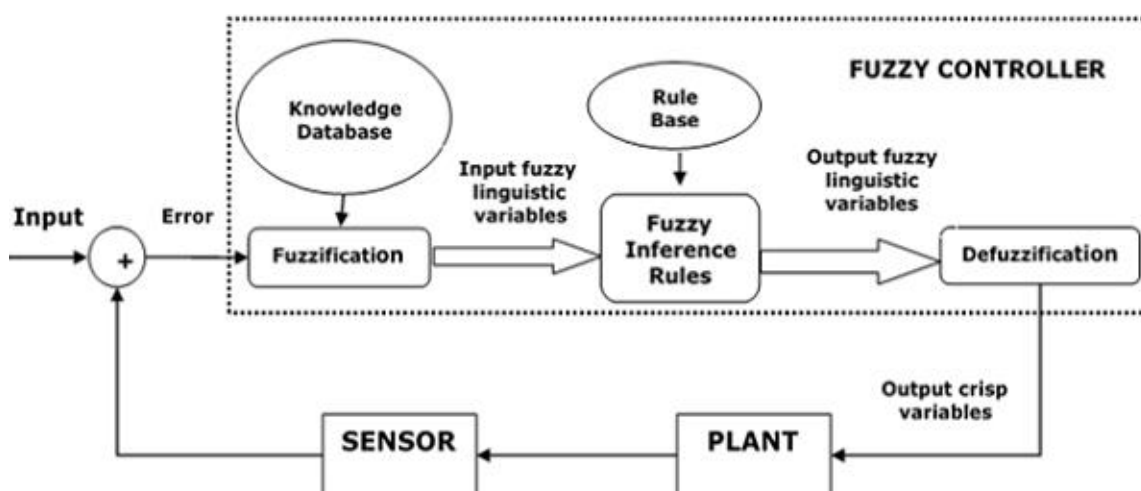 FUZZY CONTROLLER
Knowledge
Database
Rule
Base
Input fuzzy
linguistic
variables
Output fuzzy
linguistic
variables
Input
Error
+
Fuzzification
Fuzzy
Inference
Rules
Defuzzification
Output crisp
variables
SENSOR
PLANT